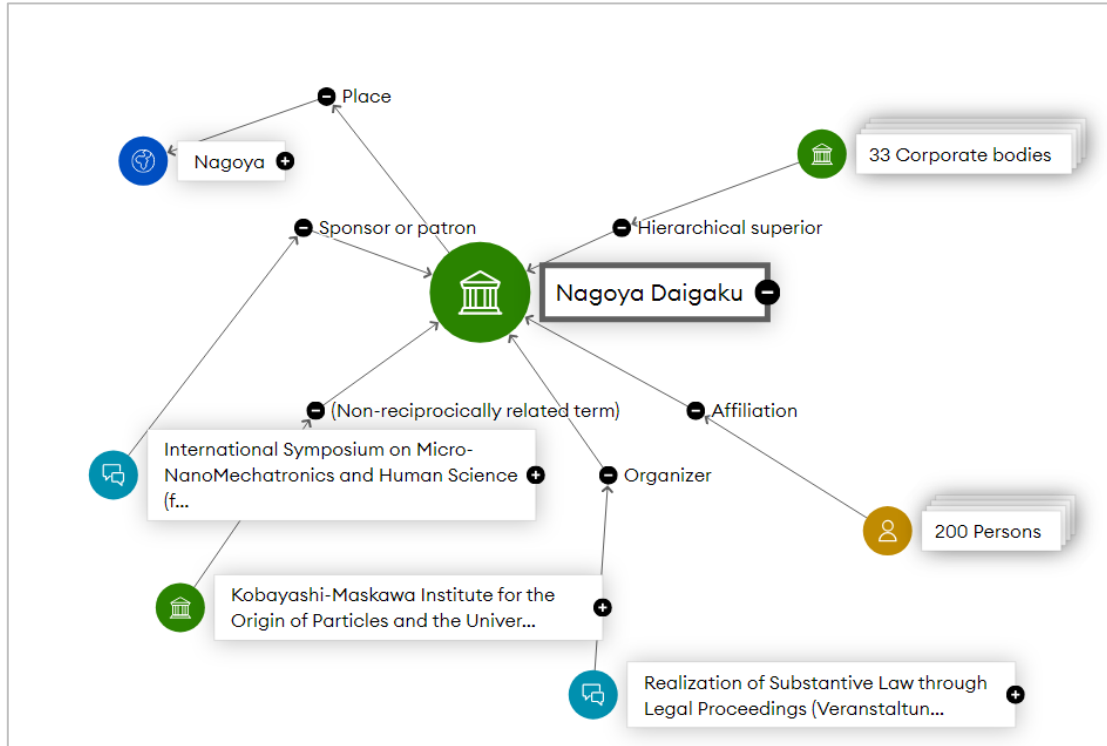 Place
Nagoya
33 Corporate bodies
Sponsor or patron
Hierarchical superior
Nagoya Daigaku
(Non-reciprocically related term)
Affiliation
International Symposium on Micro-
NanoMechatronics and Human Science
(f...
Organizer
200 Persons
Kobayashi-Maskawa Institute for the
Origin of Particles and the Univer...
Realization of Substantive Law through
Legal Proceedings (Veranstaltun...